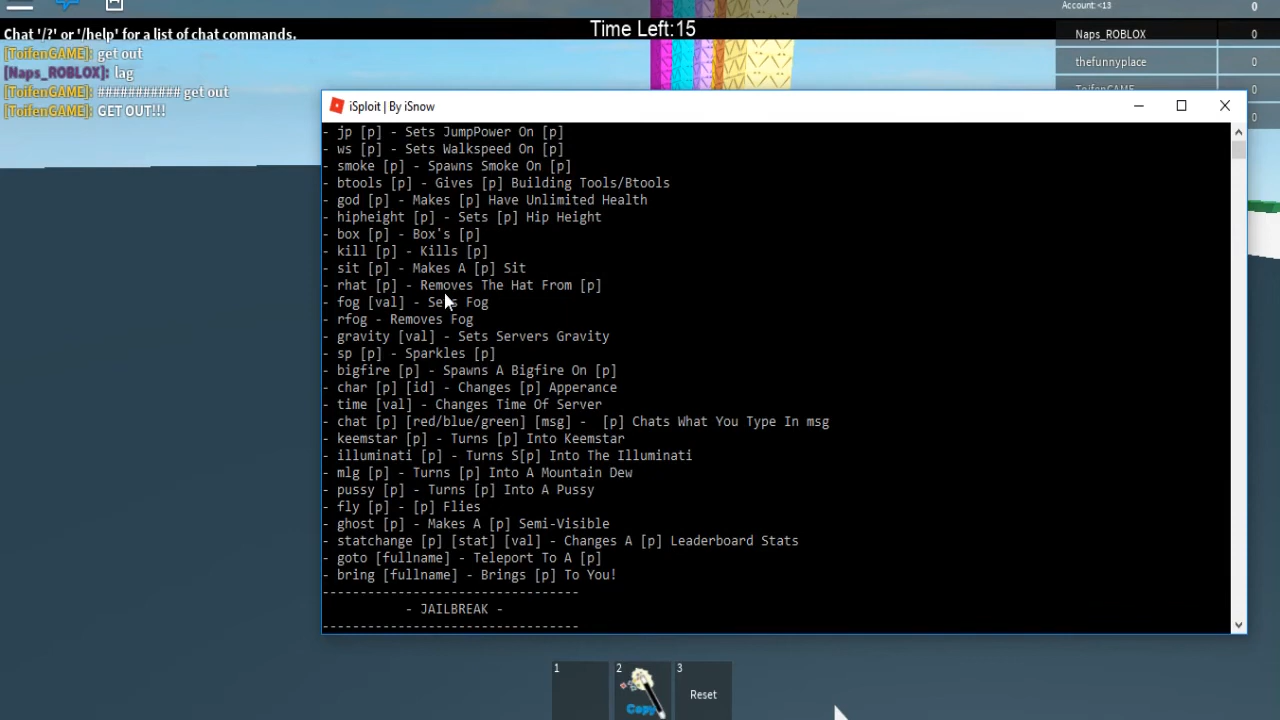 Account: <13
0
Chat '/?' or '/help' for a list of chat commands.
Time Left:15
Naps_ROBLOX 0
[ToifenGAME]: get out
thefunnyplace 0
[Naps_ROBLOX]: lag
[ToifenGAME]: ########### get out
ToifenGAME 0
[ToifenGAME]: GET OUT!!!
0
iSploit | By iSnow
- jp [p] - Sets JumpPower On [p]
- ws [p] - Sets Walkspeed On [p]
- smoke [p] - Spawns Smoke On [p]
- btools [p] - Gives [p] Building Tools/Btools
- god [p] - Makes [p] Have Unlimited Health
- hipheight [p] - Sets [p] Hip Height
- box [p] - Box's [p]
- kill [p] - Kills [p]
- sit [p] - Makes A [p] Sit
- rhat [p] - Removes The Hat From [p]
- fog [val] - Sets Fog
- rfog - Removes Fog
- gravity [val] - Sets Servers Gravity
- sp [p] - Sparkles [p]
- bigfire [p] - Spawns A Bigfire On [p]
- char [p] [id] - Changes [p] Apperance
- time [val] - Changes Time Of Server
- chat [p] [red/blue/green] [msg] -  [p] Chats What You Type In msg
- keemstar [p] - Turns [p] Into Keemstar
- illuminati [p] - Turns S[p] Into The Illuminati
- mlg [p] - Turns [p] Into A Mountain Dew
- pussy [p] - Turns [p] Into A Pussy
- fly [p] - [p] Flies
- ghost [p] - Makes A [p] Semi-Visible
- statchange [p] [stat] [val] - Changes A [p] Leaderboard Stats
- goto [fullname] - Teleport To A [p]
- bring [fullname] - Brings [p] To You!
--------------------------------
- JAILBREAK -
--------------------------------
1
2
3
Reset
Copy